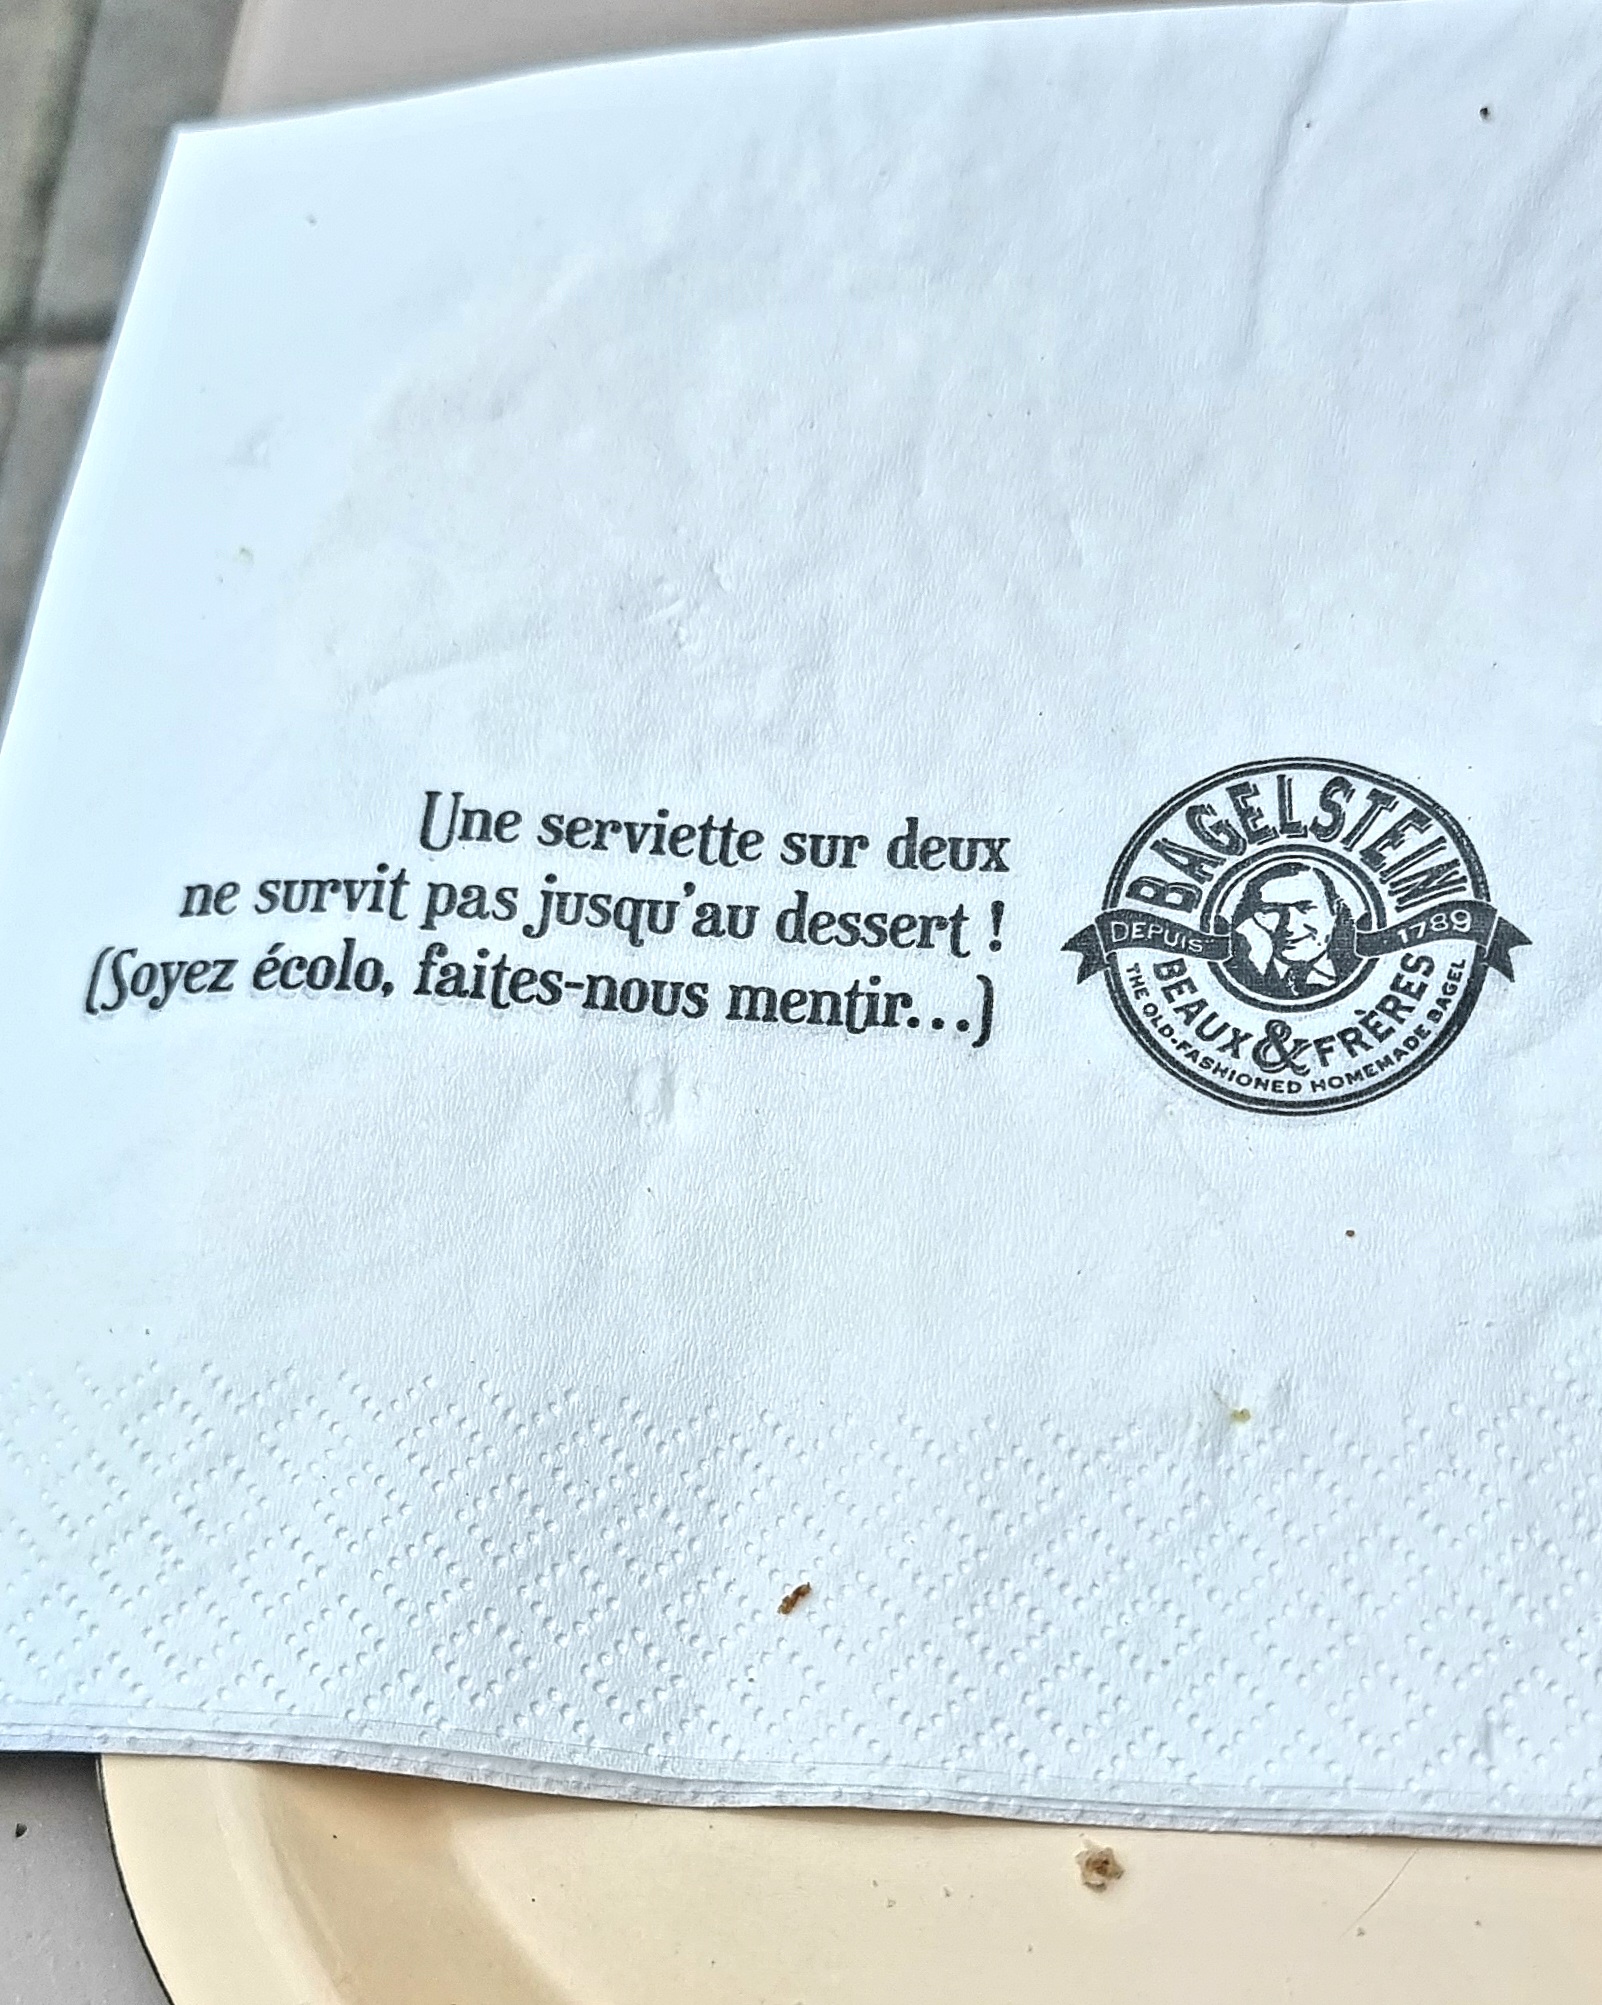 Une serviette sur deux
ne survit pas jusqu'au dessert !
(Soyez écolo, faites-nous mentir...)
BAGELSTEIN
DEPUIS 1789
BEAUX & FRÈRES
THE OLD-FASHIONED HOMEMADE BAGEL